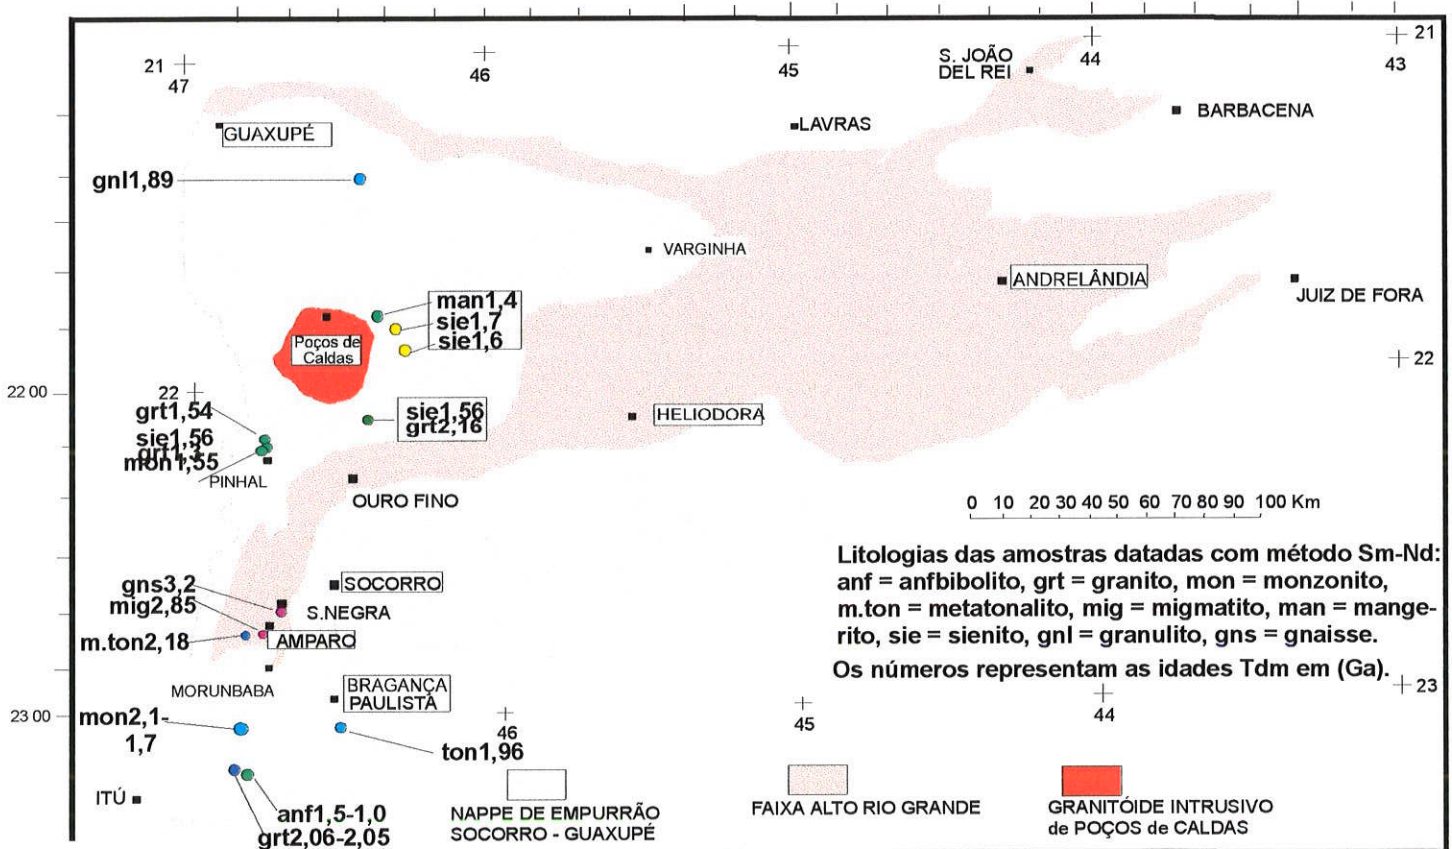 21
47
46
45
44
21
43
S. JOÃO
DEL REI
BARBACENA
GUAXUPÉ
LAVRAS
gnl1,89
VARGINHA
ANDRELÂNDIA
JUIZ DE FORA
man1,4
sie1,7
sie1,6
Poços de
Caldas
22
22 00
22
grt1,54
sie1,56
grt1,3
mon1,55
PINHAL
sie1,56
grt2,16
HELIODORA
OURO FINO
0 10 20 30 40 50 60 70 80 90 100 Km
Litologias das amostras datadas com método Sm-Nd:
anf = anfbibolito, grt = granito, mon = monzonito,
m.ton = metatonalito, mig = migmatito, man = mange-
rito, sie = sienito, gnl = granulito, gns = gnaisse.
Os números representam as idades Tdm em (Ga).
gns3,2
mig2,85
m.ton2,18
SOCORRO
S.NEGRA
AMPARO
MORUNBABA
BRAGANÇA
PAULISTA
23
23 00
46
45
44
mon2,1-
1,7
ton1,96
ITÚ
anf1,5-1,0
grt2,06-2,05
NAPPE DE EMPURRÃO
SOCORRO - GUAXUPÉ
FAIXA ALTO RIO GRANDE
GRANITÓIDE INTRUSIVO
de POÇOS de CALDAS